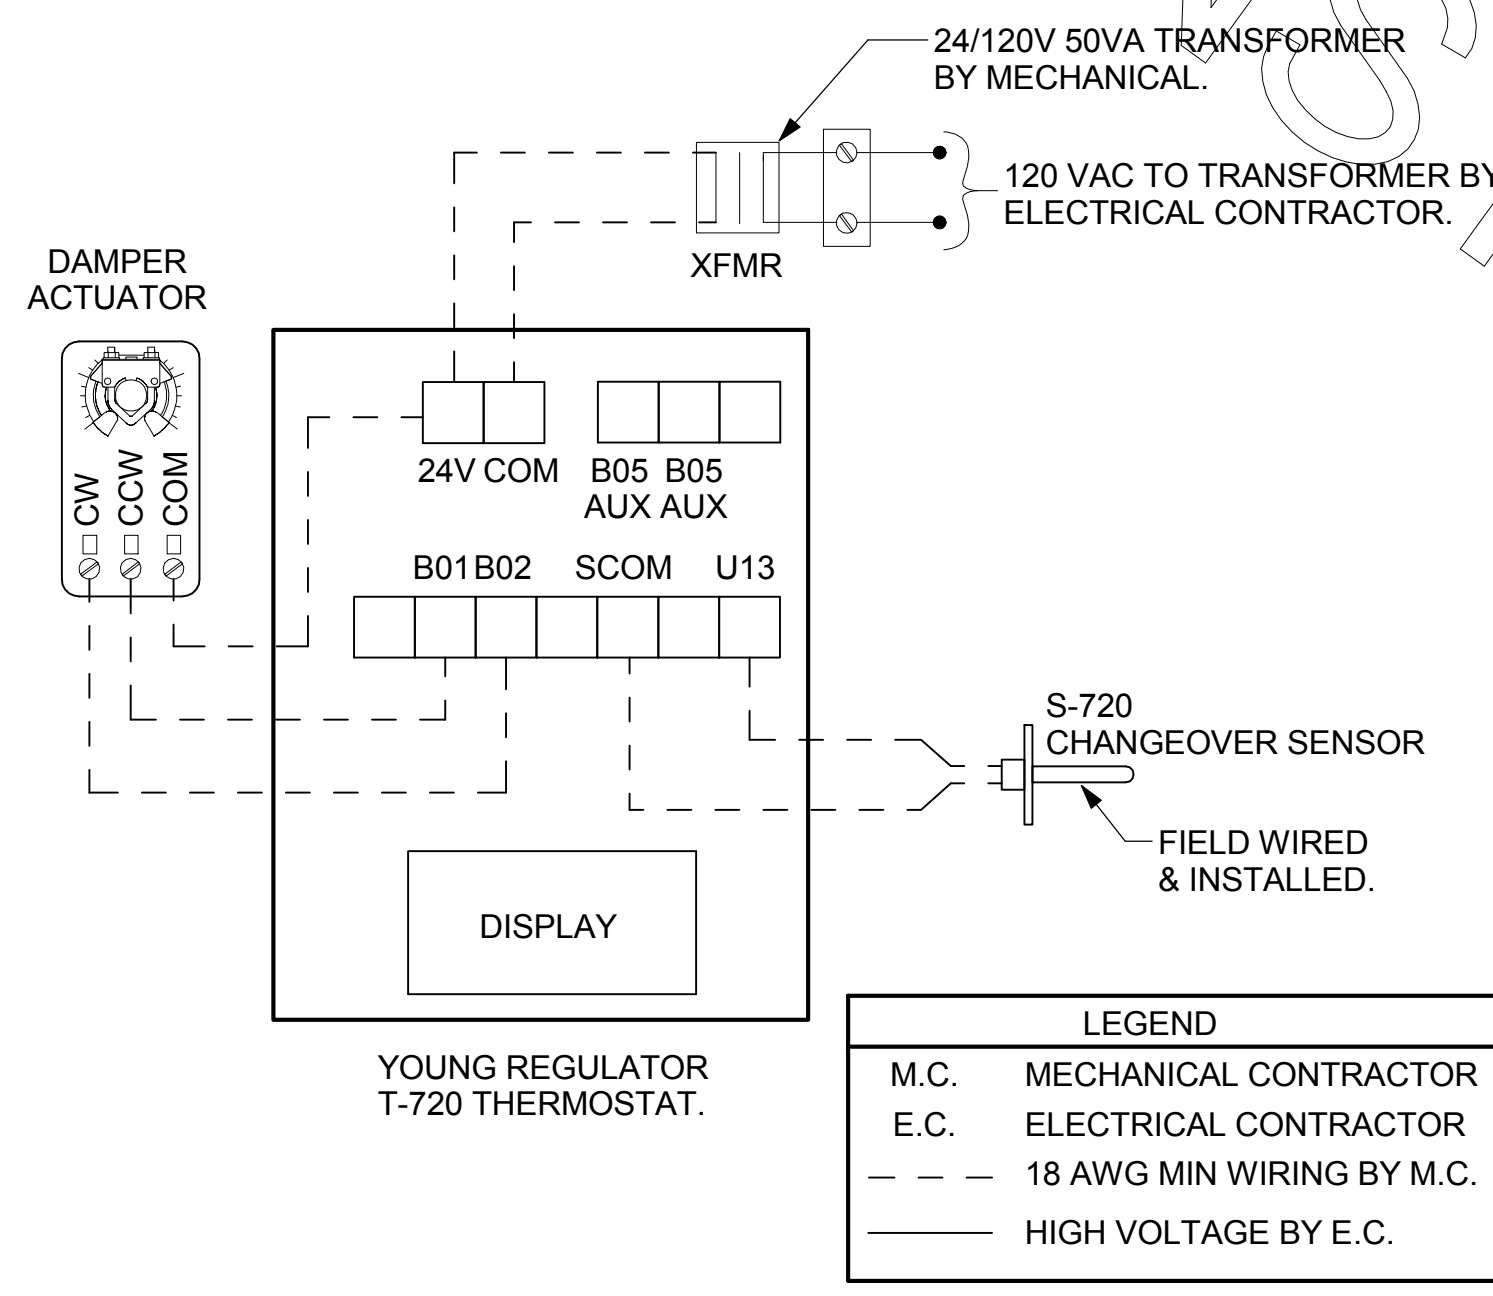 24/120V 50VA TRANSFORMER
BY MECHANICAL.
120 VAC TO TRANSFORMER BY
ELECTRICAL CONTRACTOR.
XFMR
DAMPER
ACTUATOR
CW CCW COM
24V COM B05 B05
AUX AUX
B01 B02 SCOM U13
S-720
CHANGEOVER SENSOR
FIELD WIRED
& INSTALLED.
DISPLAY
YOUNG REGULATOR
T-720 THERMOSTAT.
LEGEND
M.C. MECHANICAL CONTRACTOR
E.C. ELECTRICAL CONTRACTOR
18 AWG MIN WIRING BY M.C.
HIGH VOLTAGE BY E.C.